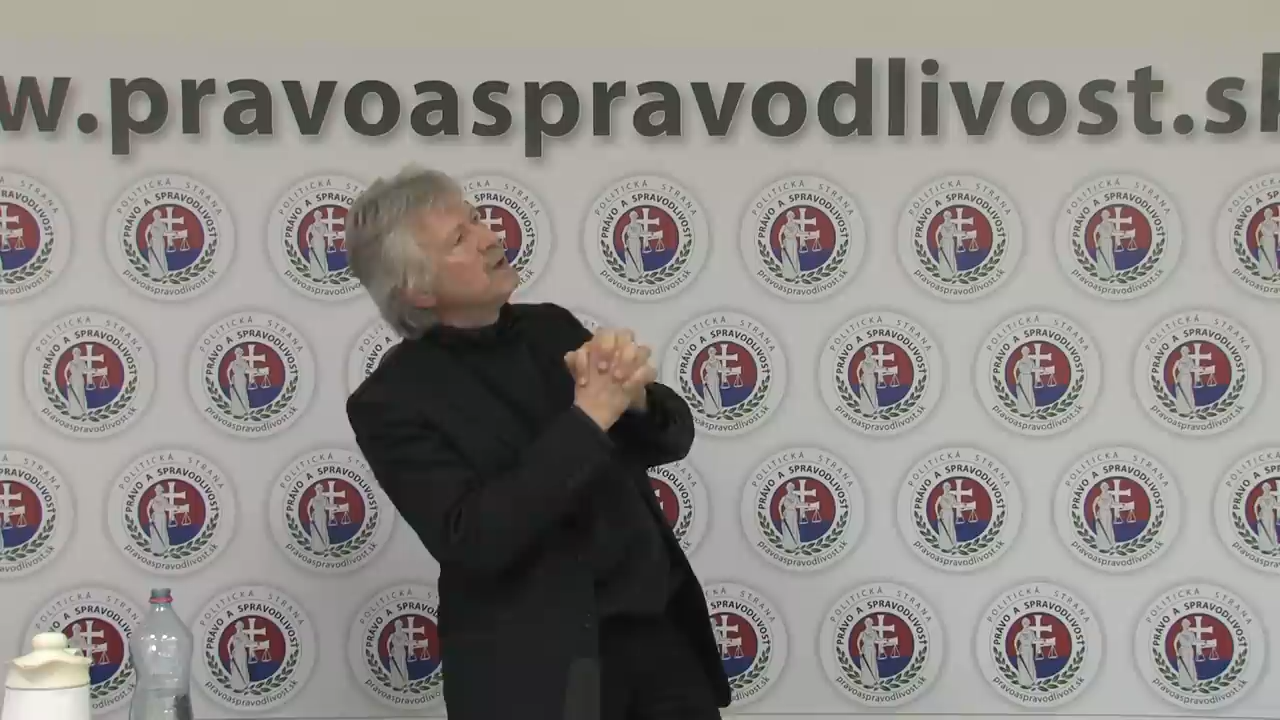 w.pravoaspravodlivost.sk
POLITICKÁ STRANA
PRÁVO A SPRAVODLIVOSŤ
pravoaspravodlivost.sk